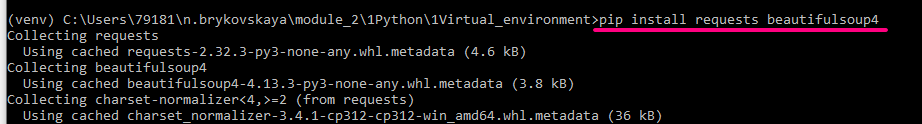 (venv) C:\Users\79181\n.brykovskaya\module_2\1Python\1Virtual_environment>pip install requests beautifulsoup4
Collecting requests
  Using cached requests-2.32.3-py3-none-any.whl.metadata (4.6 kB)
Collecting beautifulsoup4
  Using cached beautifulsoup4-4.13.3-py3-none-any.whl.metadata (3.8 kB)
Collecting charset-normalizer<4,>=2 (from requests)
  Using cached charset_normalizer-3.4.1-cp312-cp312-win_amd64.whl.metadata (36 kB)